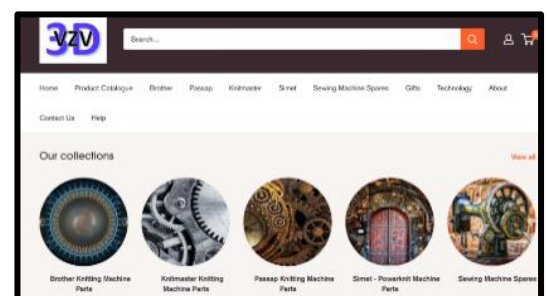 3D
VZV
Search...
Home Product Catalogue Brother Passap Knitmaster Simet Sewing Machine Spares Gifts Technology About
Contact Us Help
Our collections View all
Brother Knitting Machine Parts
Knitmaster Knitting Machine Parts
Passap Knitting Machine Parts
Simet - Powerknit Machine Parts
Sewing Machine Spares